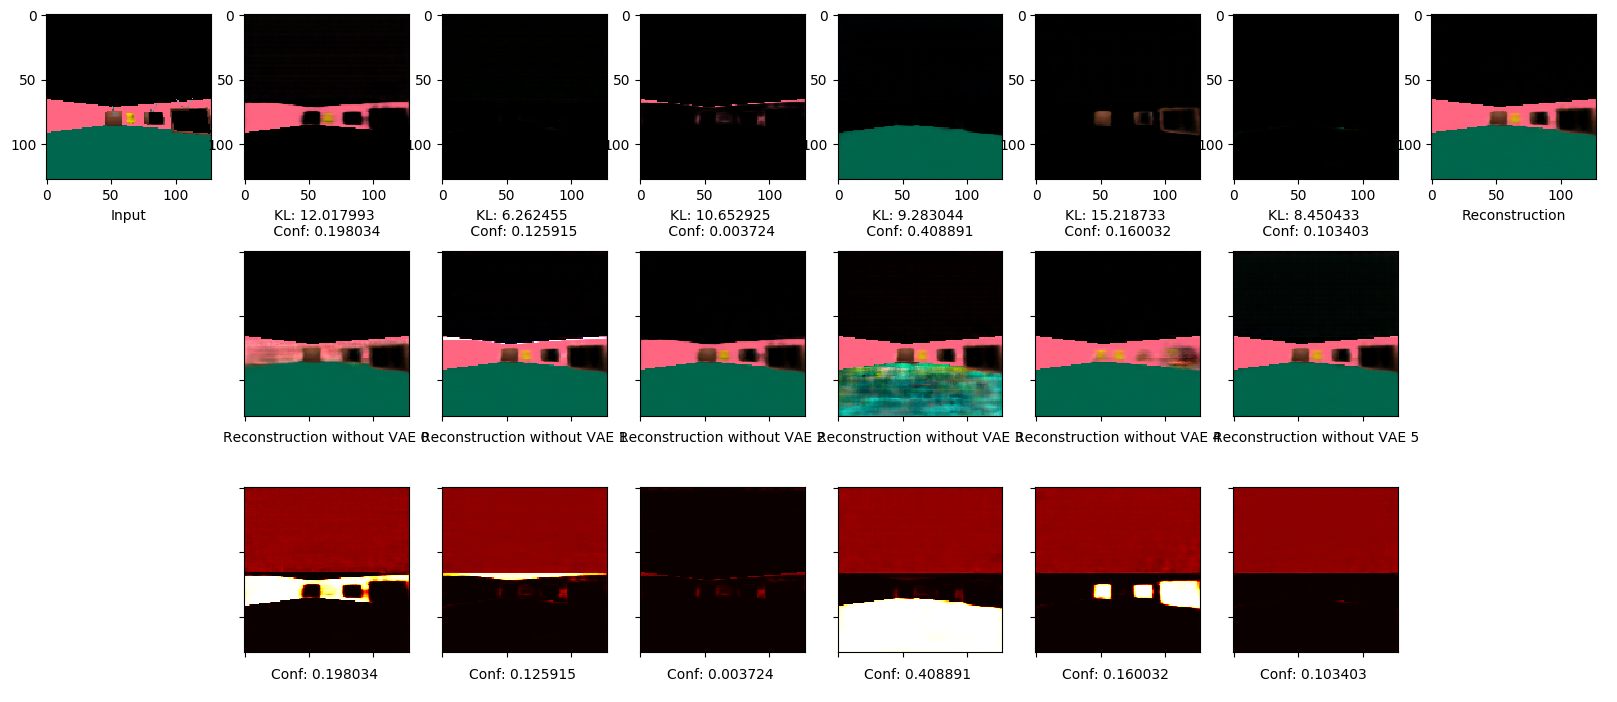 0
50
100
0
50
100
Input
0
50
100
0
50
100
KL: 12.017993
Conf: 0.198034
0
50
100
0
50
100
KL: 6.262455
Conf: 0.125915
0
50
100
0
50
100
KL: 10.652925
Conf: 0.003724
0
50
100
0
50
100
KL: 9.283044
Conf: 0.408891
0
50
100
0
50
100
KL: 15.218733
Conf: 0.160032
0
50
100
0
50
100
KL: 8.450433
Conf: 0.103403
0
50
100
0
50
100
Reconstruction
Reconstruction without VAE 0
Reconstruction without VAE 1
Reconstruction without VAE 2
Reconstruction without VAE 3
Reconstruction without VAE 4
Reconstruction without VAE 5
Conf: 0.198034
Conf: 0.125915
Conf: 0.003724
Conf: 0.408891
Conf: 0.160032
Conf: 0.103403